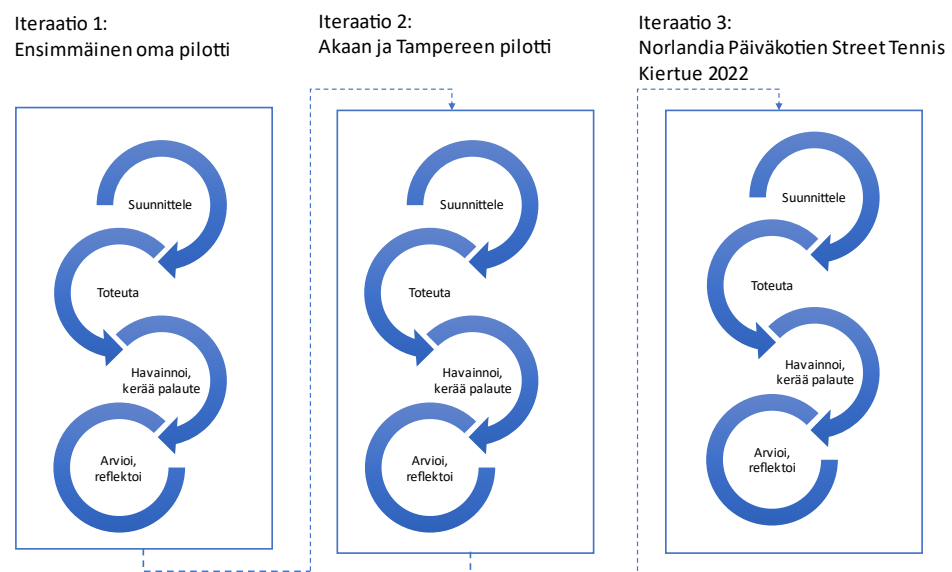 Iteraatio 1:
Ensimmäinen oma pilotti
Suunnittele
Toteuta
Havainnoi,
kerää palaute
Arvioi,
reflektoi
Iteraatio 2:
Akaan ja Tampereen pilotti
Suunnittele
Toteuta
Havainnoi,
kerää palaute
Arvioi,
reflektoi
Iteraatio 3:
Norlandia Päiväkotien Street Tennis
Kiertue 2022
Suunnittele
Toteuta
Havainnoi,
kerää palaute
Arvioi,
reflektoi